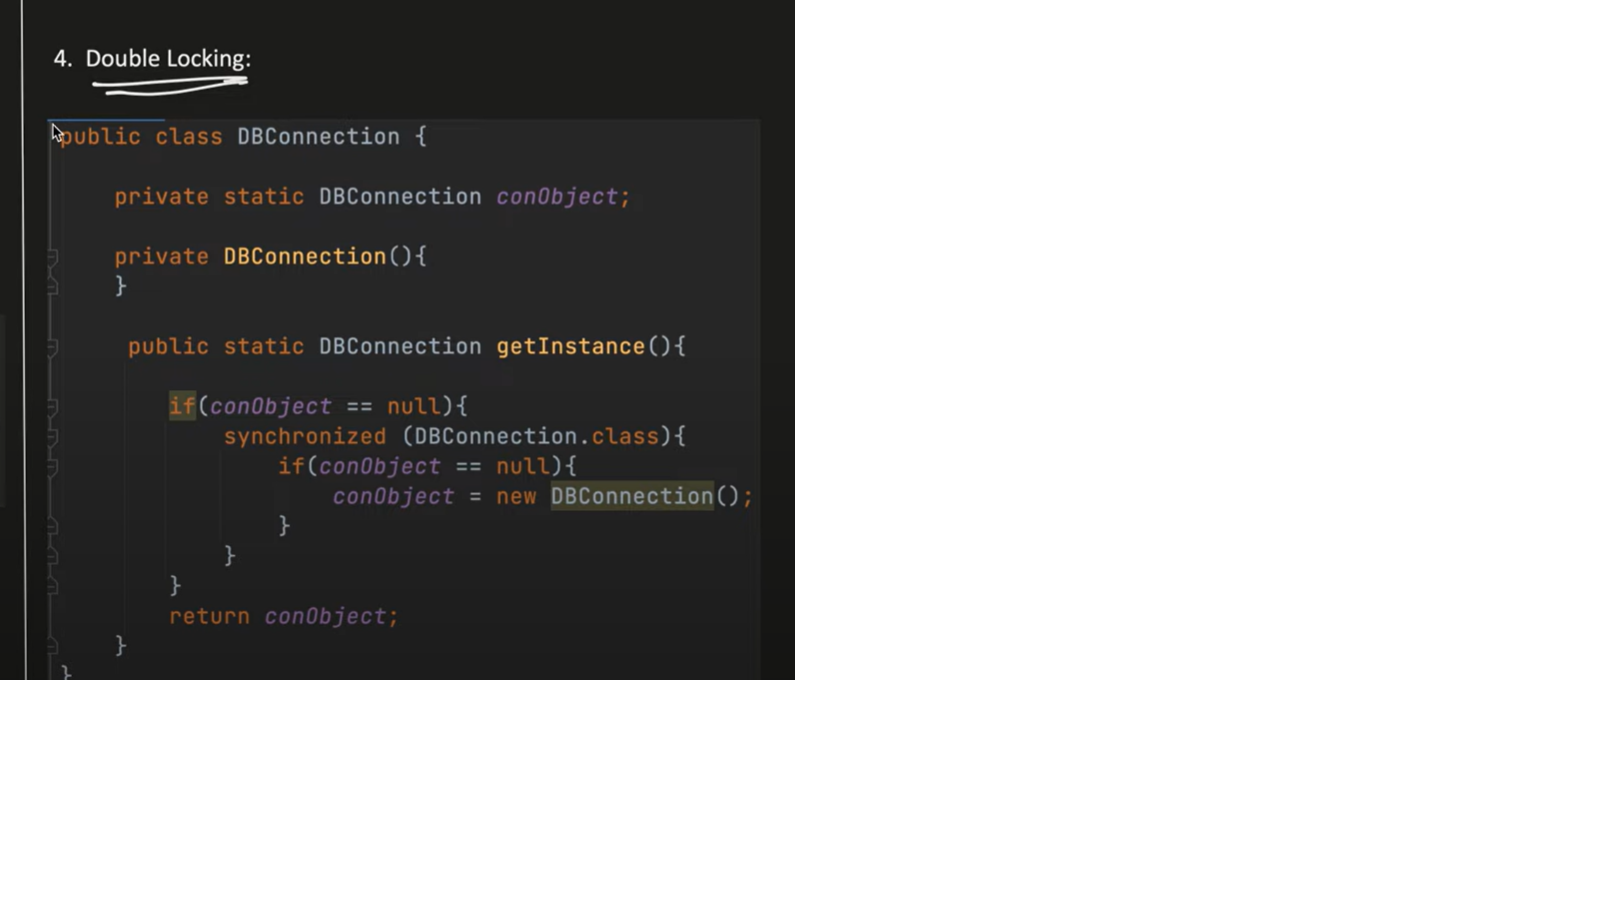 4. Double Locking:
public class DBConnection {
private static DBConnection conObject;
private DBConnection(){
}
public static DBConnection getInstance(){
if(conObject == null){
synchronized (DBConnection.class){
if(conObject == null){
conObject = new DBConnection();
}
}
}
return conObject;
}
}